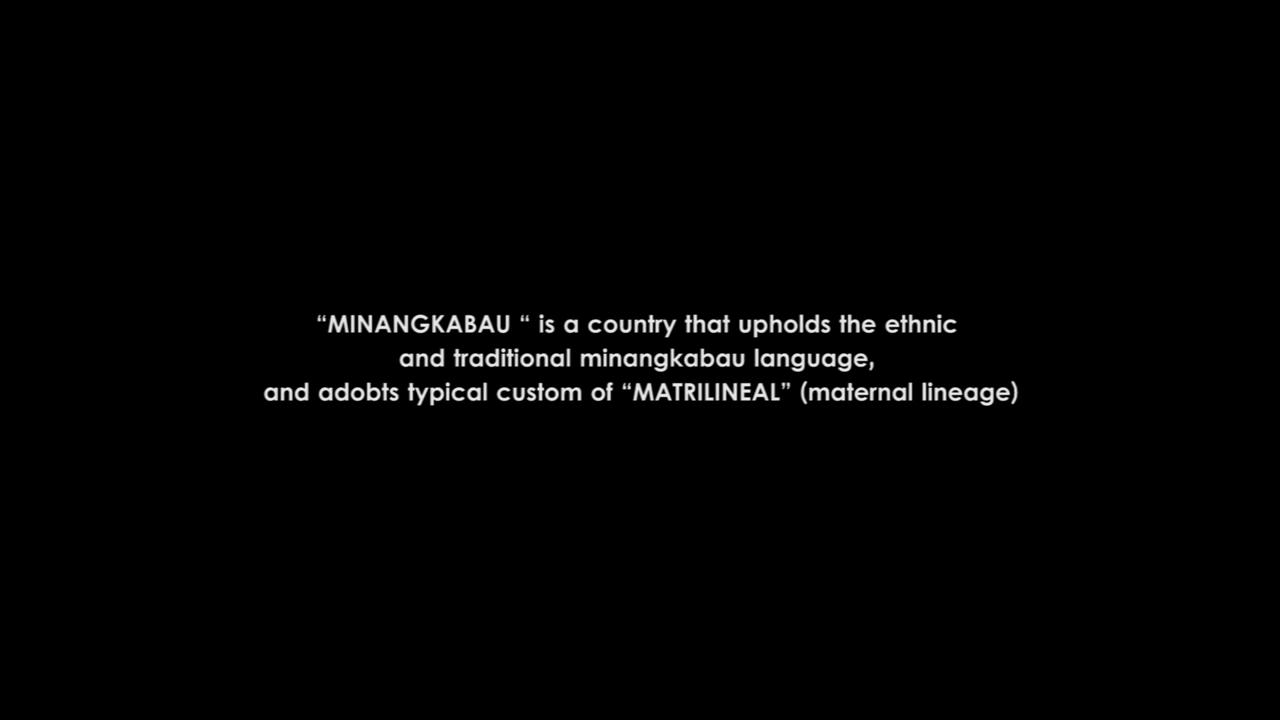 “MINANGKABAU “ is a country that upholds the ethnic
and traditional minangkabau language,
and adobts typical custom of “MATRILINEAL” (maternal lineage)